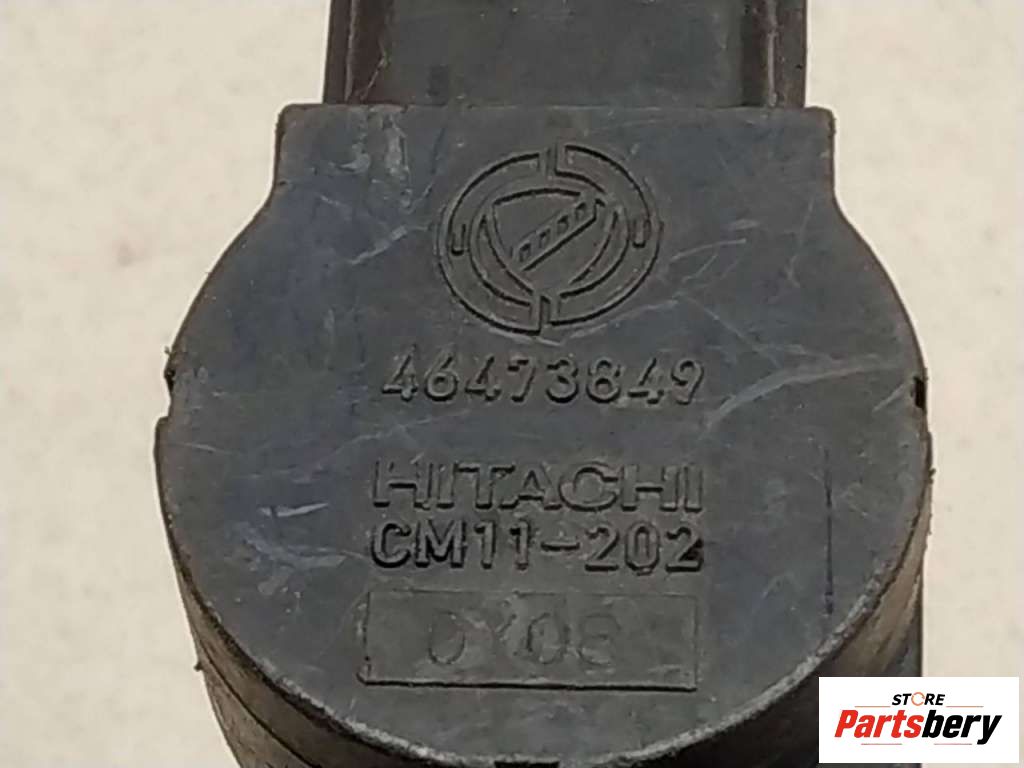 46473849
HITACHI
CM11-202
STORE
Partsbery